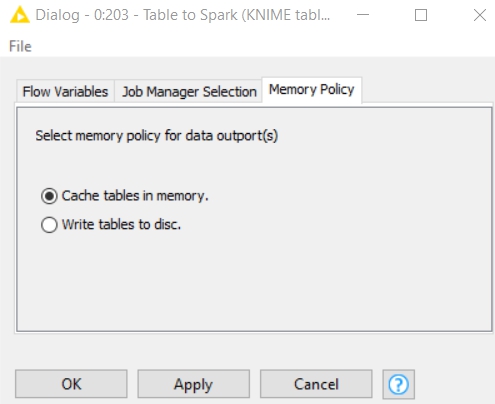 Dialog - 0:203 - Table to Spark (KNIME tabl...
File
Flow Variables Job Manager Selection Memory Policy
Select memory policy for data outport(s)
Cache tables in memory.
Write tables to disc.
OK Apply Cancel ?